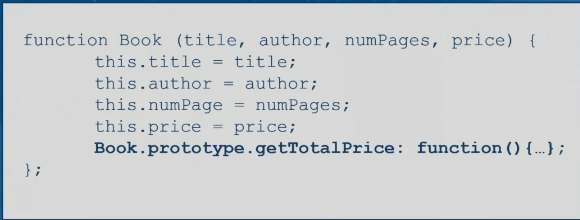 function Book (title, author, numPages, price) {
this.title = title;
this.author = author;
this.numPage = numPages;
this.price = price;
Book.prototype.getTotalPrice: function(){…};
};